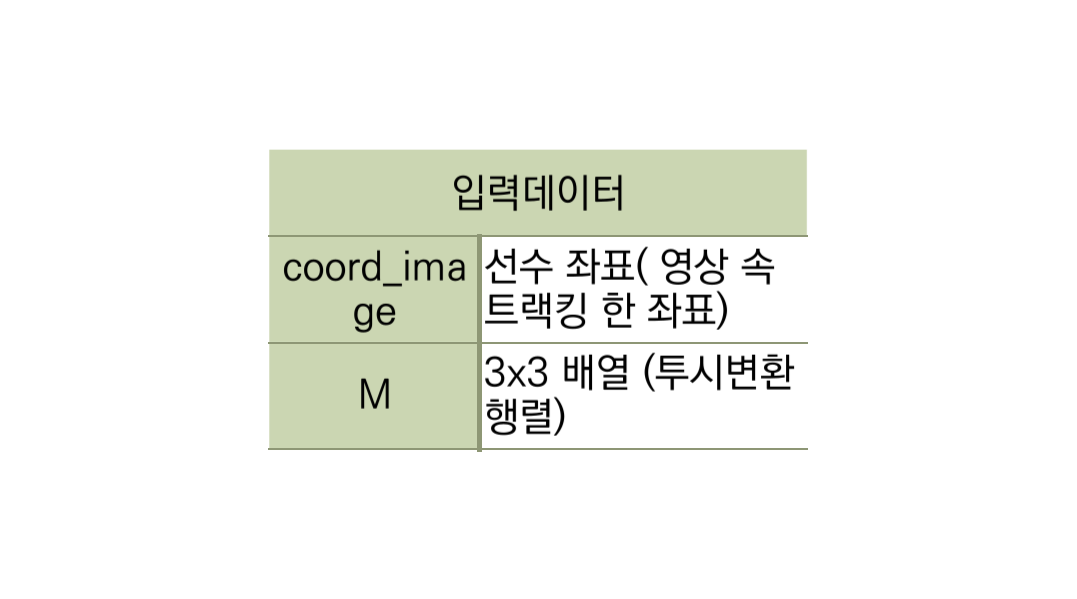 입력데이터
coord_ima
ge
선수 좌표( 영상 속
트랙킹 한 좌표)
M
3x3 배열 (투시변환
행렬)